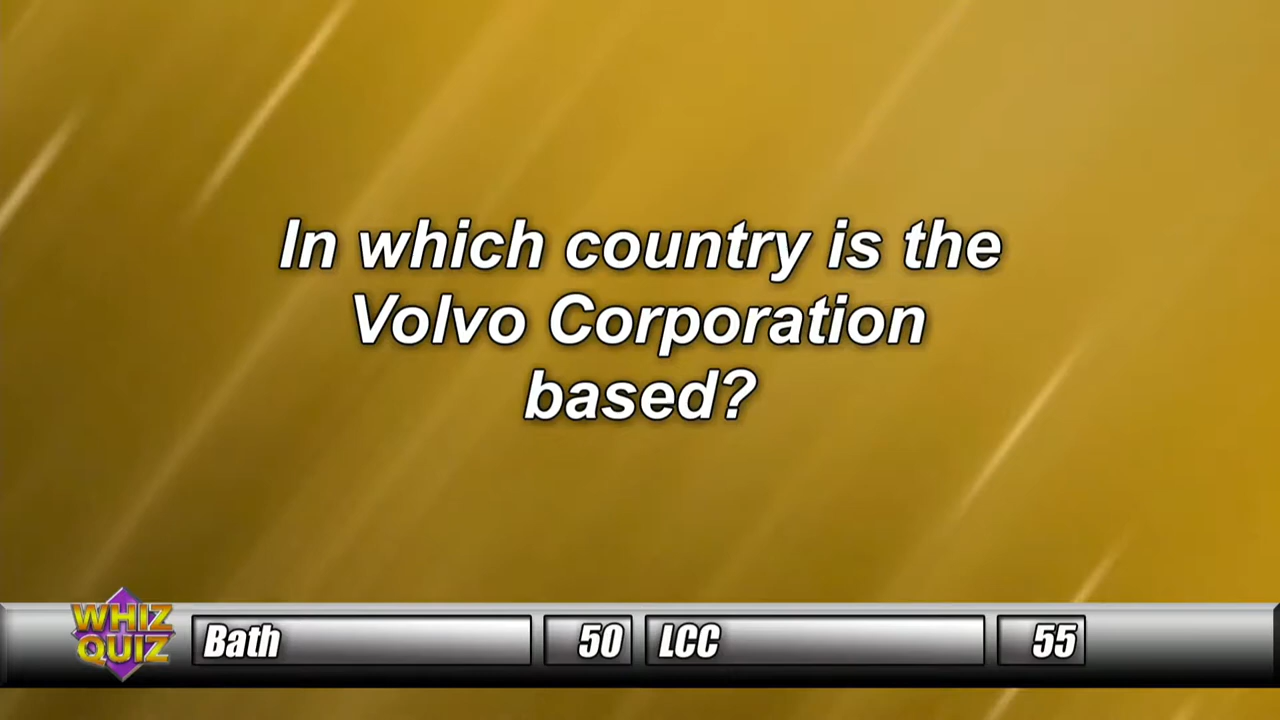 In which country is the
Volvo Corporation
based?
WHIZ
QUIZ
Bath 50 LCC 55